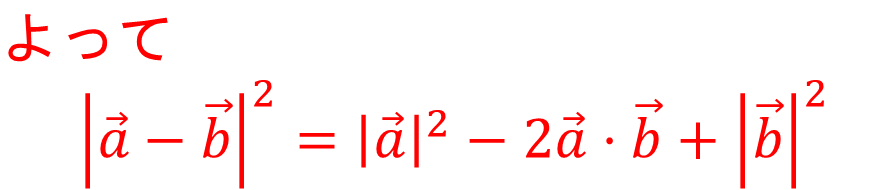 よって
|a⃗ − b⃗|² = |a⃗|² − 2a⃗ · b⃗ + |b⃗|²